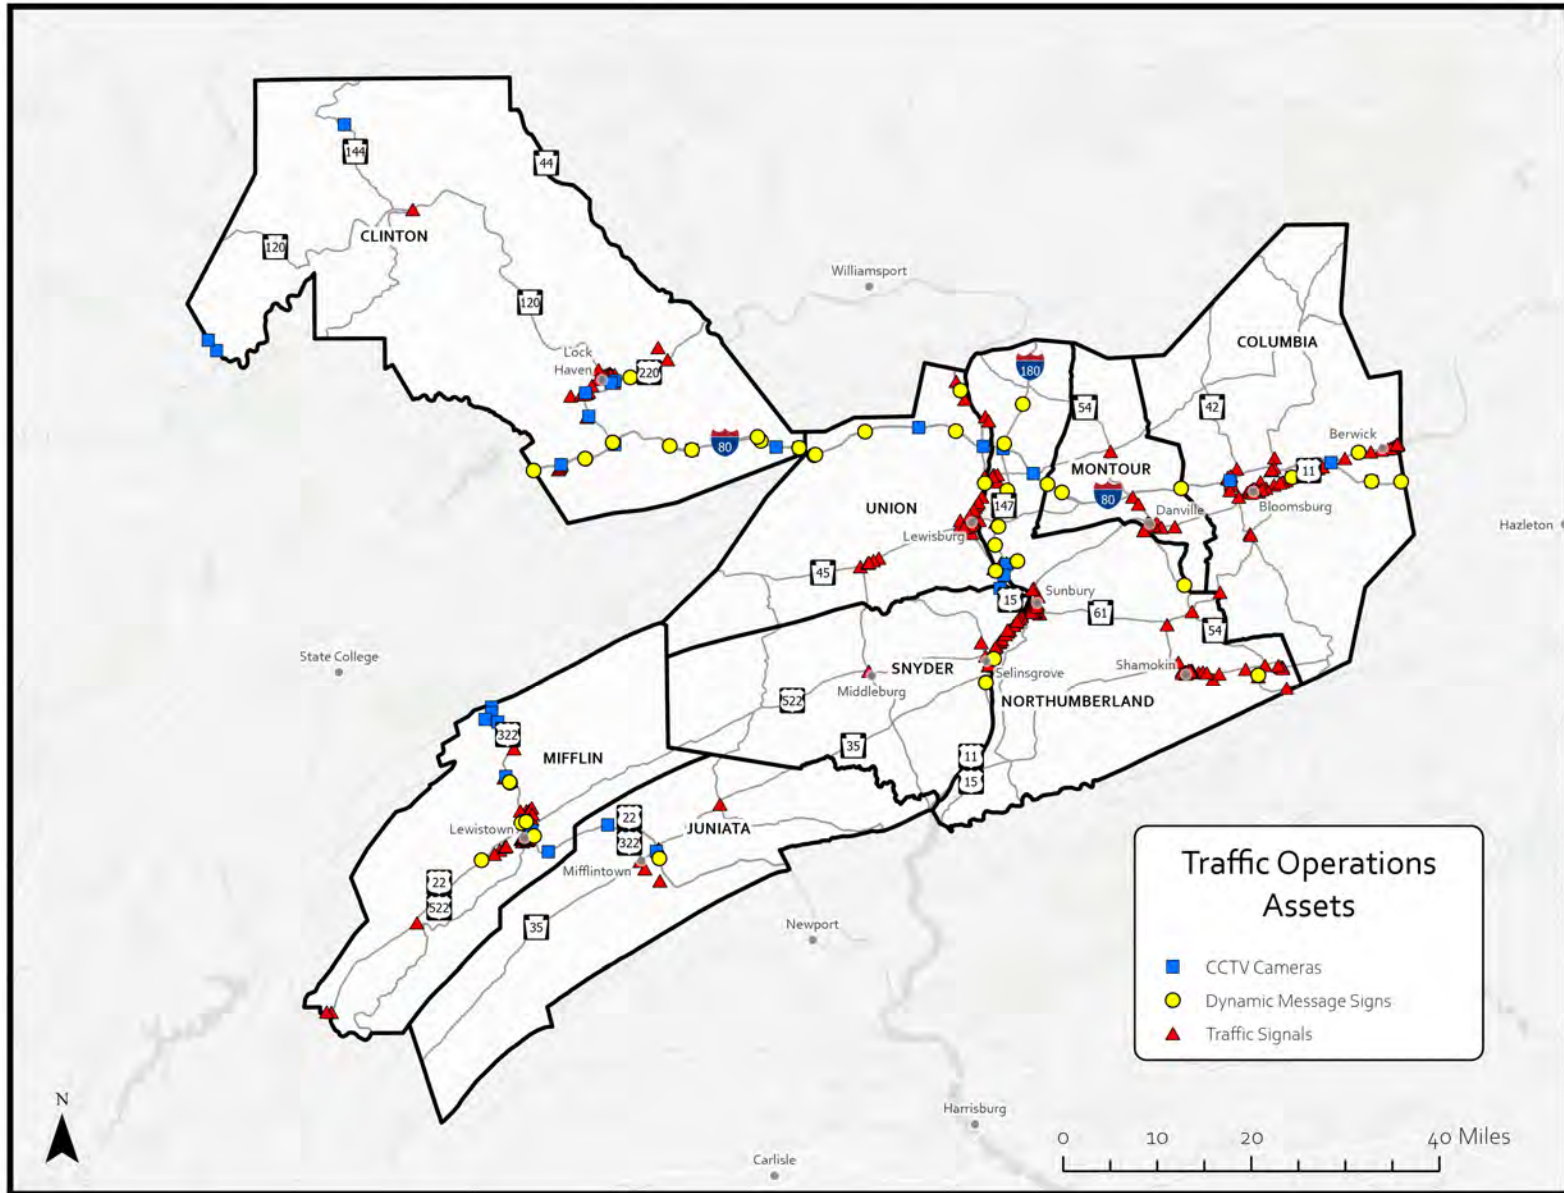 144
44
CLINTON
120
Williamsport
120
COLUMBIA
Lock
Haven
220
180
54
42
Berwick
80
MONTOUR
11
80
UNION
147
Danville
Bloomsburg
Hazleton
Lewisburg
45
15
Sunbury
61
54
State College
SNYDER
Selinsgrove
Shamokin
Middleburg
522
NORTHUMBERLAND
322
MIFFLIN
35
11
15
22
Lewistown
JUNIATA
322
Mifflintown
22
522
35
Newport
Traffic Operations
Assets
CCTV Cameras
Dynamic Message Signs
Traffic Signals
N
Harrisburg
0 10 20 40 Miles
Carlisle